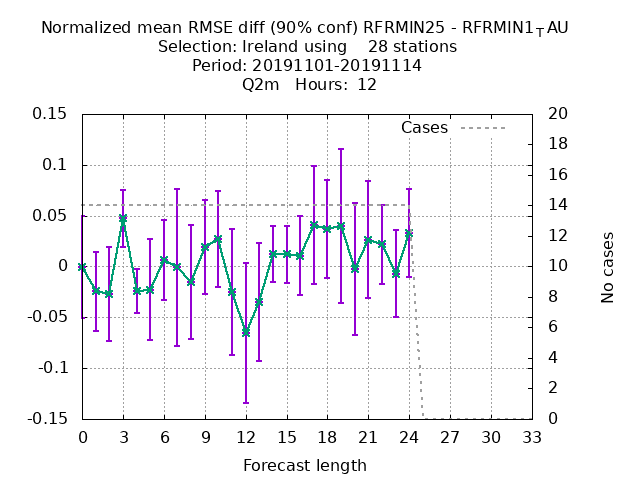 Normalized mean RMSE diff (90% conf) RFRMIN25 - RFRMIN1_TAU
Selection: Ireland using    28 stations
Period: 20191101-20191114
Q2m   Hours:  12
Cases
0.15
0.1
0.05
0
-0.05
-0.1
-0.15
20
18
16
14
12
10
8
6
4
2
0
No cases
0 3 6 9 12 15 18 21 24 27 30 33
Forecast length